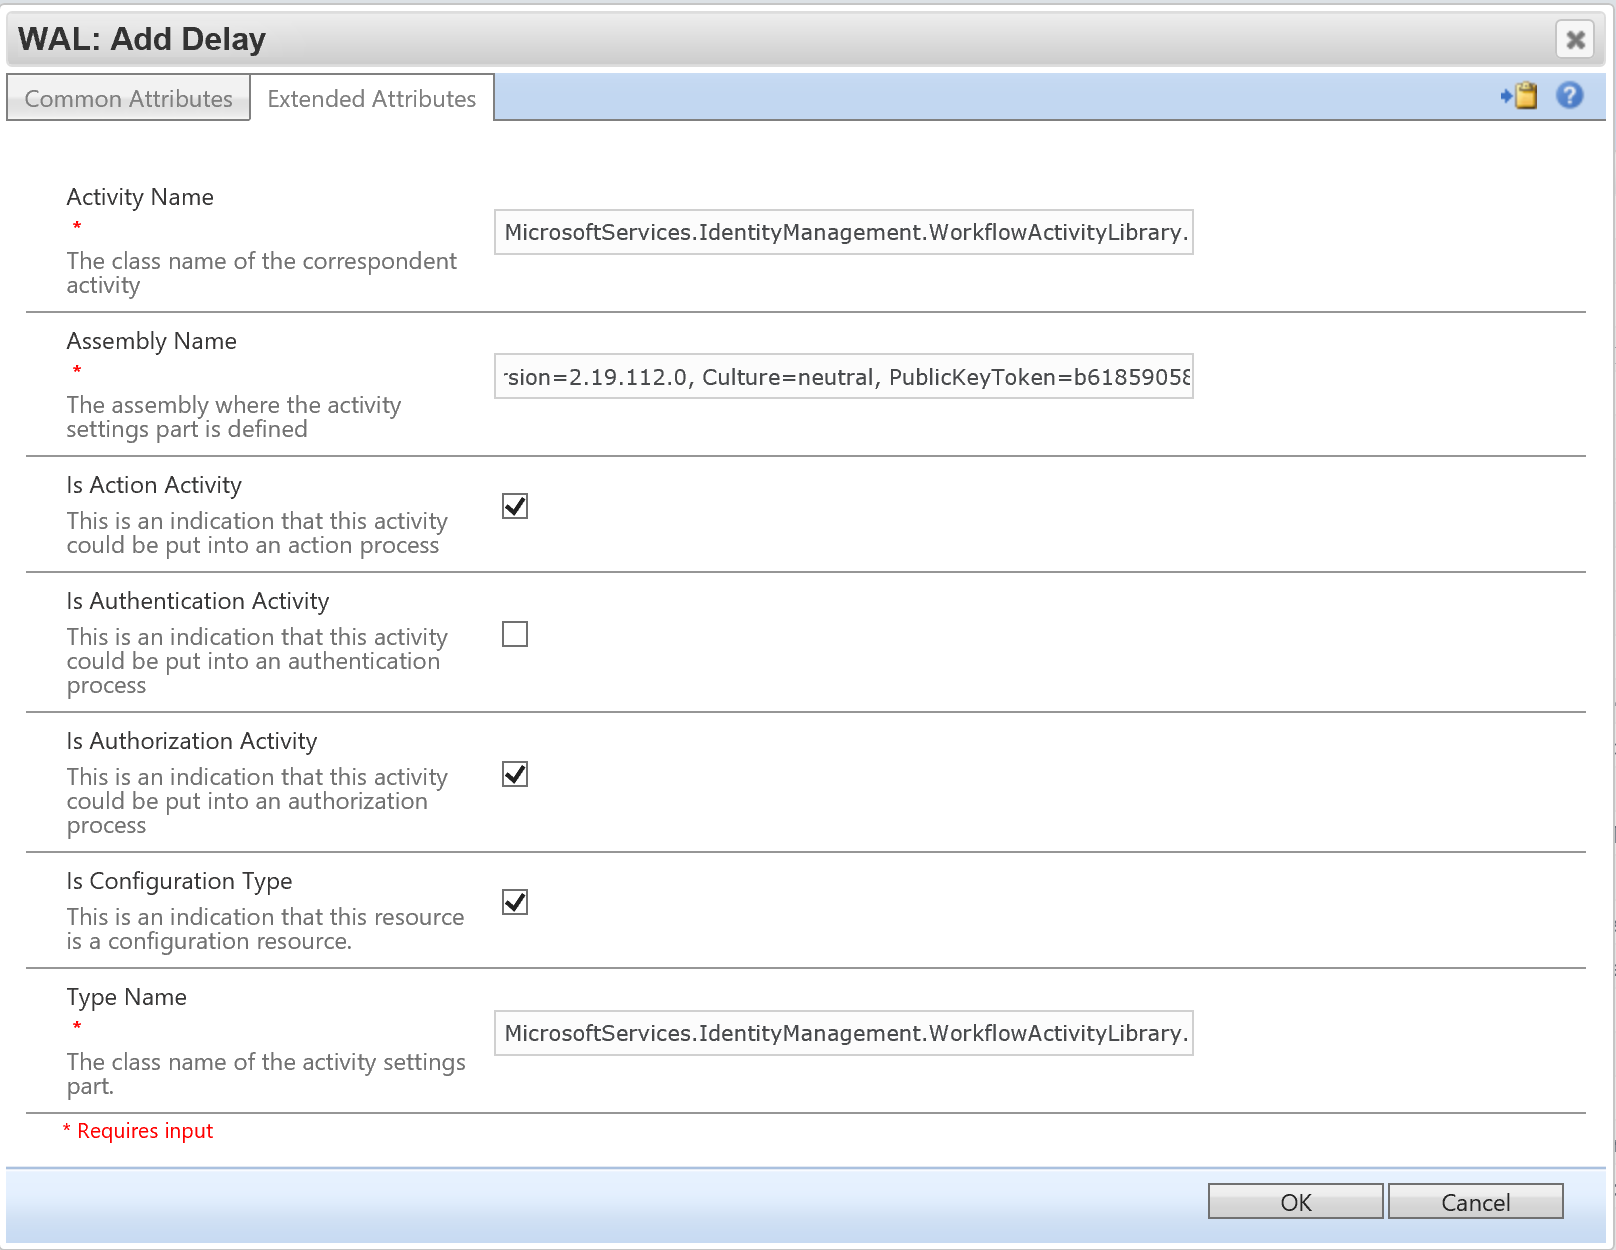 WAL: Add Delay
Common Attributes
Extended Attributes
Activity Name
*
The class name of the correspondent
activity
MicrosoftServices.IdentityManagement.WorkflowActivityLibrary.
Assembly Name
*
The assembly where the activity
settings part is defined
rsion=2.19.112.0, Culture=neutral, PublicKeyToken=b61859058
Is Action Activity
This is an indication that this activity
could be put into an action process
Is Authentication Activity
This is an indication that this activity
could be put into an authentication
process
Is Authorization Activity
This is an indication that this activity
could be put into an authorization
process
Is Configuration Type
This is an indication that this resource
is a configuration resource.
Type Name
*
The class name of the activity settings
part.
MicrosoftServices.IdentityManagement.WorkflowActivityLibrary.
* Requires input
OK
Cancel